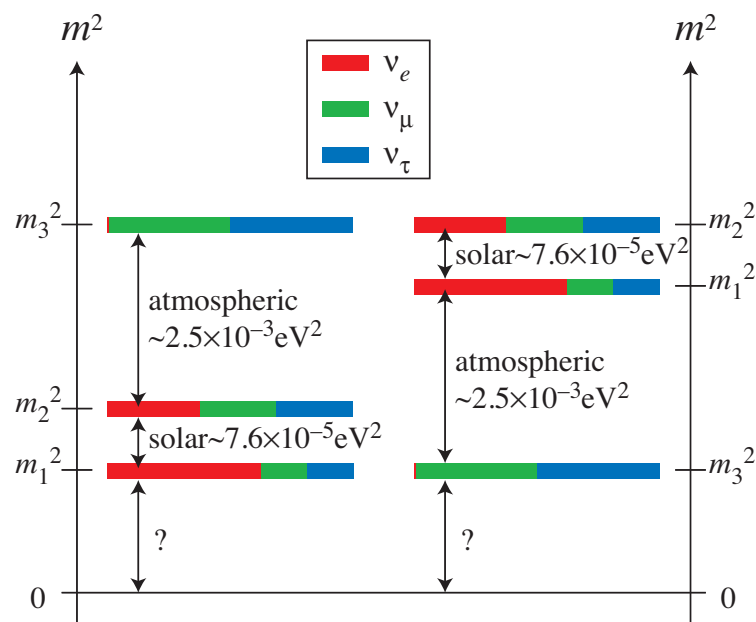 m²
m²
νₑ
ν_μ
ν_τ
m₃²
m₂²
solar~7.6×10⁻⁵eV²
m₁²
atmospheric
~2.5×10⁻³eV²
atmospheric
~2.5×10⁻³eV²
m₂²
solar~7.6×10⁻⁵eV²
m₁²
m₃²
?
?
0
0